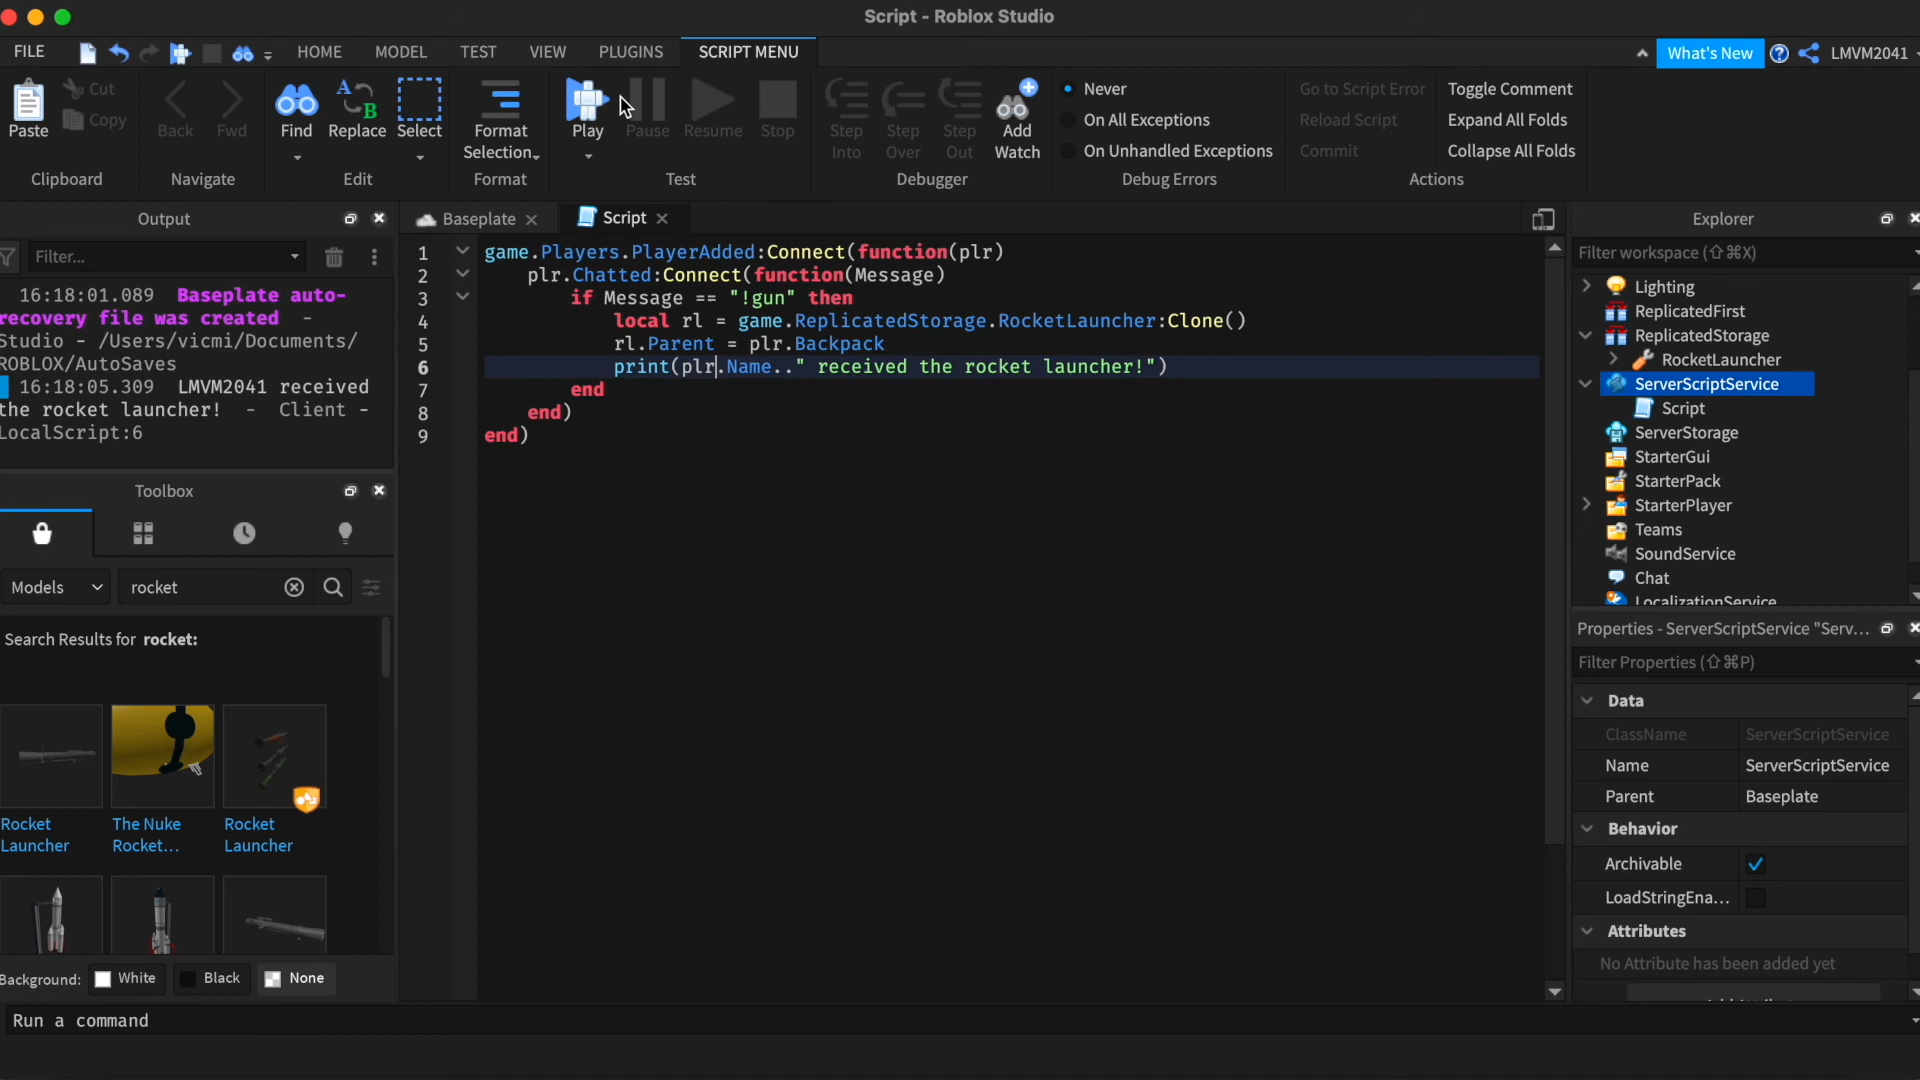 Script - Roblox Studio
FILE
HOME
MODEL
TEST
VIEW
PLUGINS
SCRIPT MENU
What's New
LMVM2041
Paste
Cut
Copy
Clipboard
Back
Fwd
Navigate
Find
Replace
Select
Edit
Format
Selection
Format
Play
Pause
Resume
Stop
Test
Step
Into
Step
Over
Step
Out
Add
Watch
Debugger
Never
On All Exceptions
On Unhandled Exceptions
Debug Errors
Go to Script Error
Reload Script
Commit
Toggle Comment
Expand All Folds
Collapse All Folds
Actions
Output
Filter...
16:18:01.089 Baseplate auto-
recovery file was created -
Studio - /Users/vicmi/Documents/
ROBLOX/AutoSaves
16:18:05.309 LMVM2041 received
the rocket launcher! - Client -
LocalScript:6
Toolbox
Models
rocket
Search Results for rocket:
Rocket
Launcher
The Nuke
Rocket...
Rocket
Launcher
Background:
White
Black
None
Run a command
Baseplate
Script
1 game.Players.PlayerAdded:Connect(function(plr)
2 plr.Chatted:Connect(function(Message)
3 if Message == "!gun" then
4 local rl = game.ReplicatedStorage.RocketLauncher:Clone()
5 rl.Parent = plr.Backpack
6 print(plr.Name.." received the rocket launcher!")
7 end
8 end)
9 end)
Explorer
Filter workspace (⇧⌘X)
Lighting
ReplicatedFirst
ReplicatedStorage
RocketLauncher
ServerScriptService
Script
ServerStorage
StarterGui
StarterPack
StarterPlayer
Teams
SoundService
Chat
LocalizationService
Properties - ServerScriptService "Serv...
Filter Properties (⇧⌘P)
Data
ClassName ServerScriptService
Name ServerScriptService
Parent Baseplate
Behavior
Archivable
LoadStringEna...
Attributes
No Attribute has been added yet